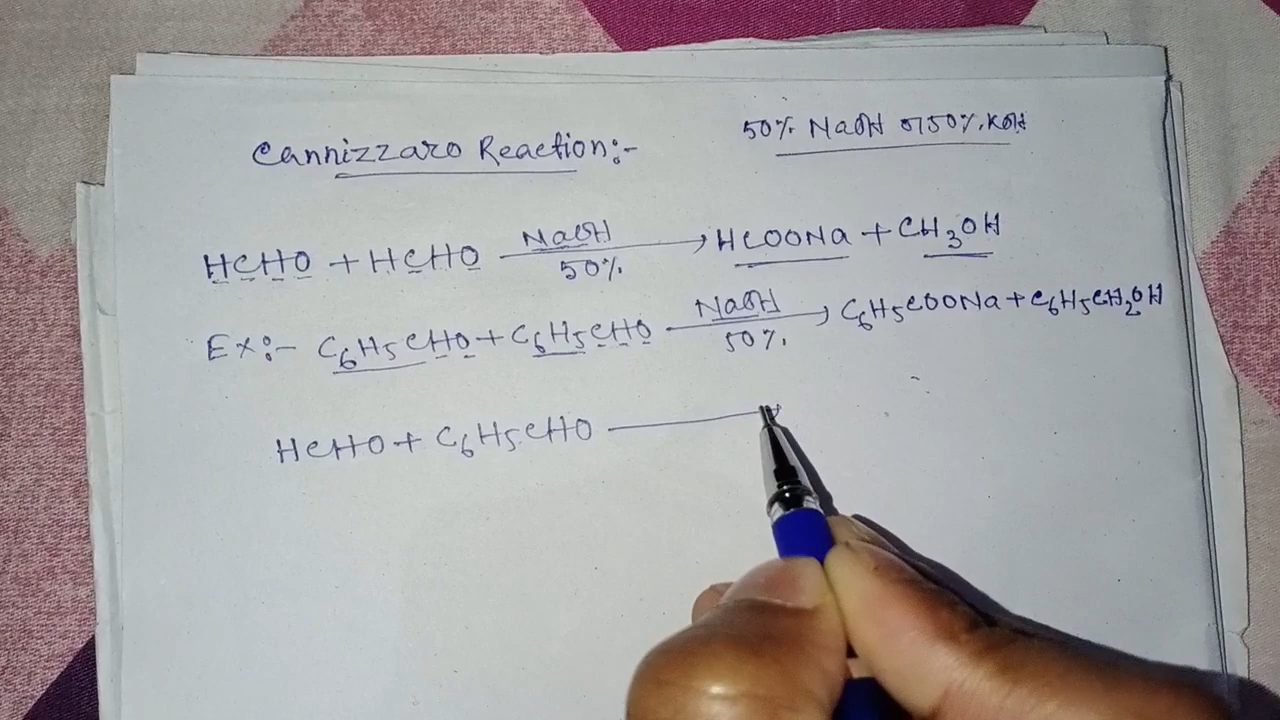 Cannizzaro Reaction:-
50% NaOH or 50% KOH
HCHO + HCHO NaOH 50% → HCOONa + CH3OH
Ex:- C6H5CHO + C6H5CHO NaOH 50% → C6H5COONa + C6H5CH2OH
HCHO + C6H5CHO →